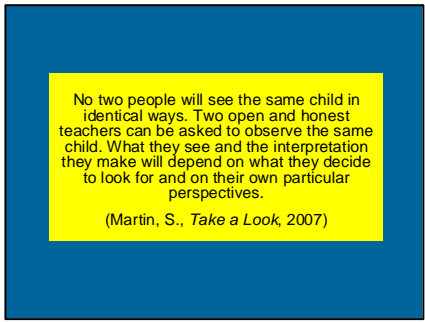 No two people will see the same child in
identical ways. Two open and honest
teachers can be asked to observe the same
child. What they see and the interpretation
they make will depend on what they decide
to look for and on their own particular
perspectives.
(Martin, S., Take a Look, 2007)